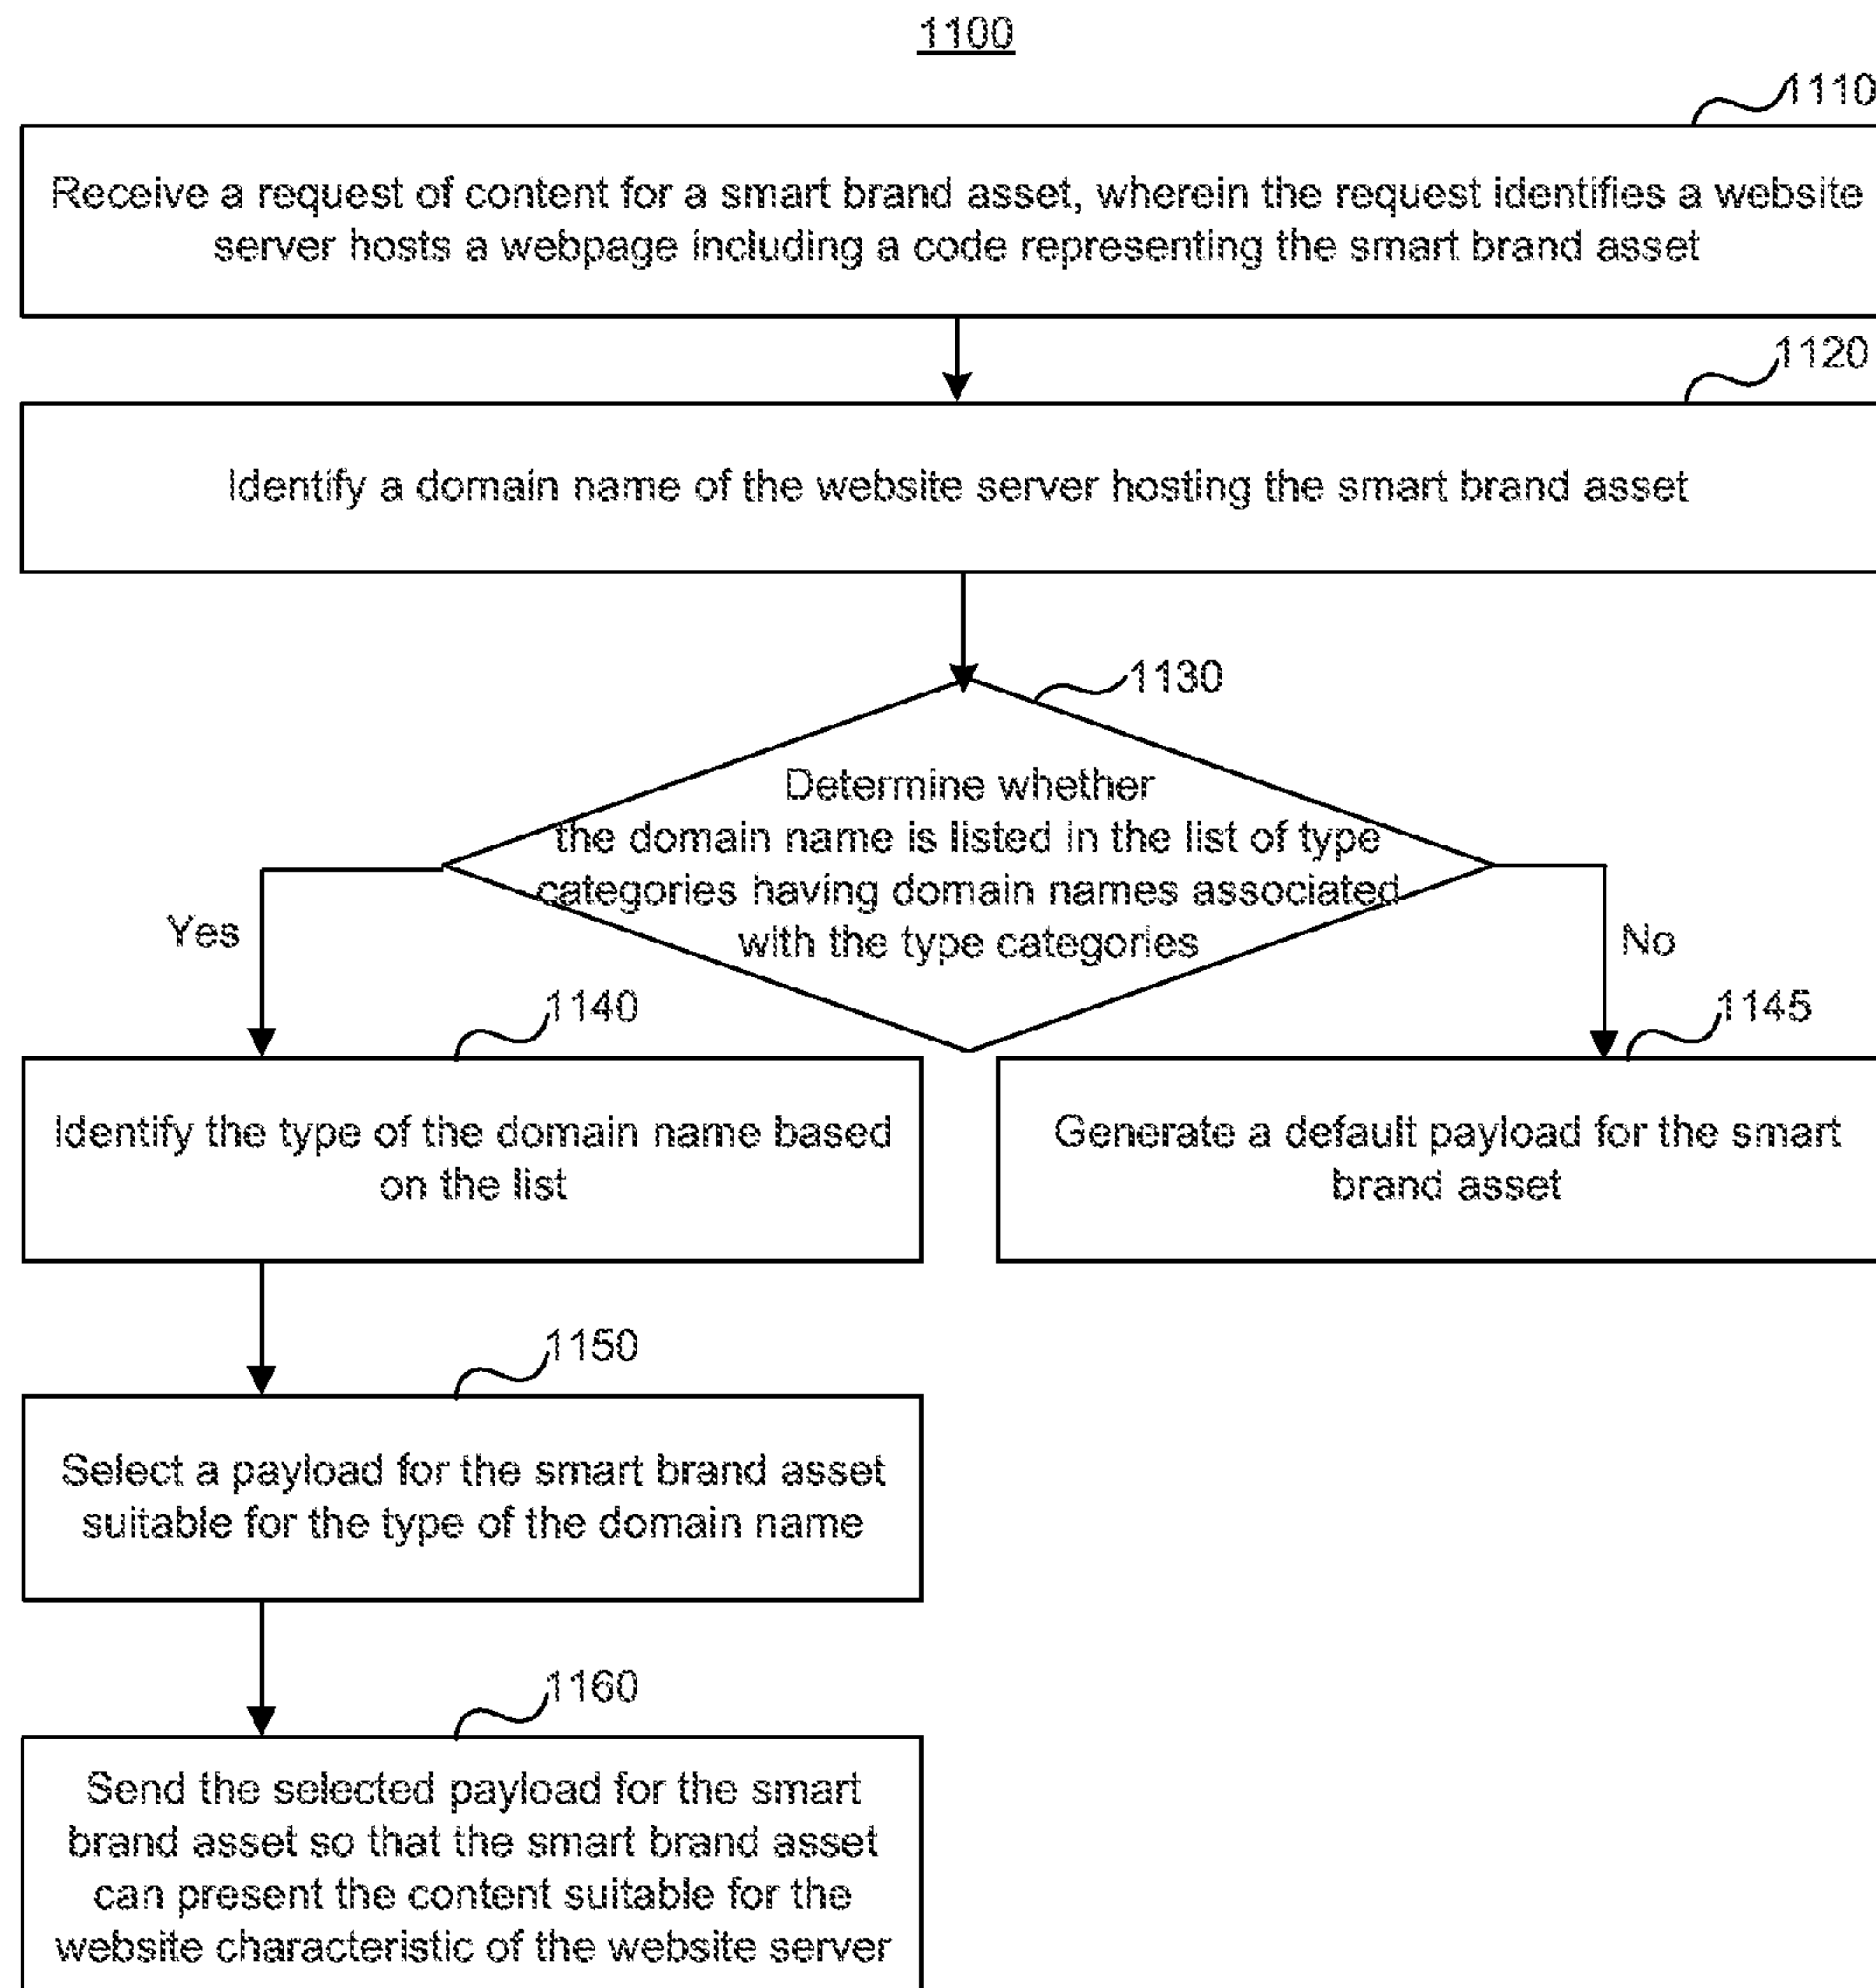 1100
1110
Receive a request of content for a smart brand asset, wherein the request identifies a website
server hosts a webpage including a code representing the smart brand asset
1120
Identify a domain name of the website server hosting the smart brand asset
1130
Determine whether
the domain name is listed in the list of type
categories having domain names associated
with the type categories
Yes
No
1140
Identify the type of the domain name based
on the list
1145
Generate a default payload for the smart
brand asset
1150
Select a payload for the smart brand asset
suitable for the type of the domain name
1160
Send the selected payload for the smart
brand asset so that the smart brand asset
can present the content suitable for the
website characteristic of the website server